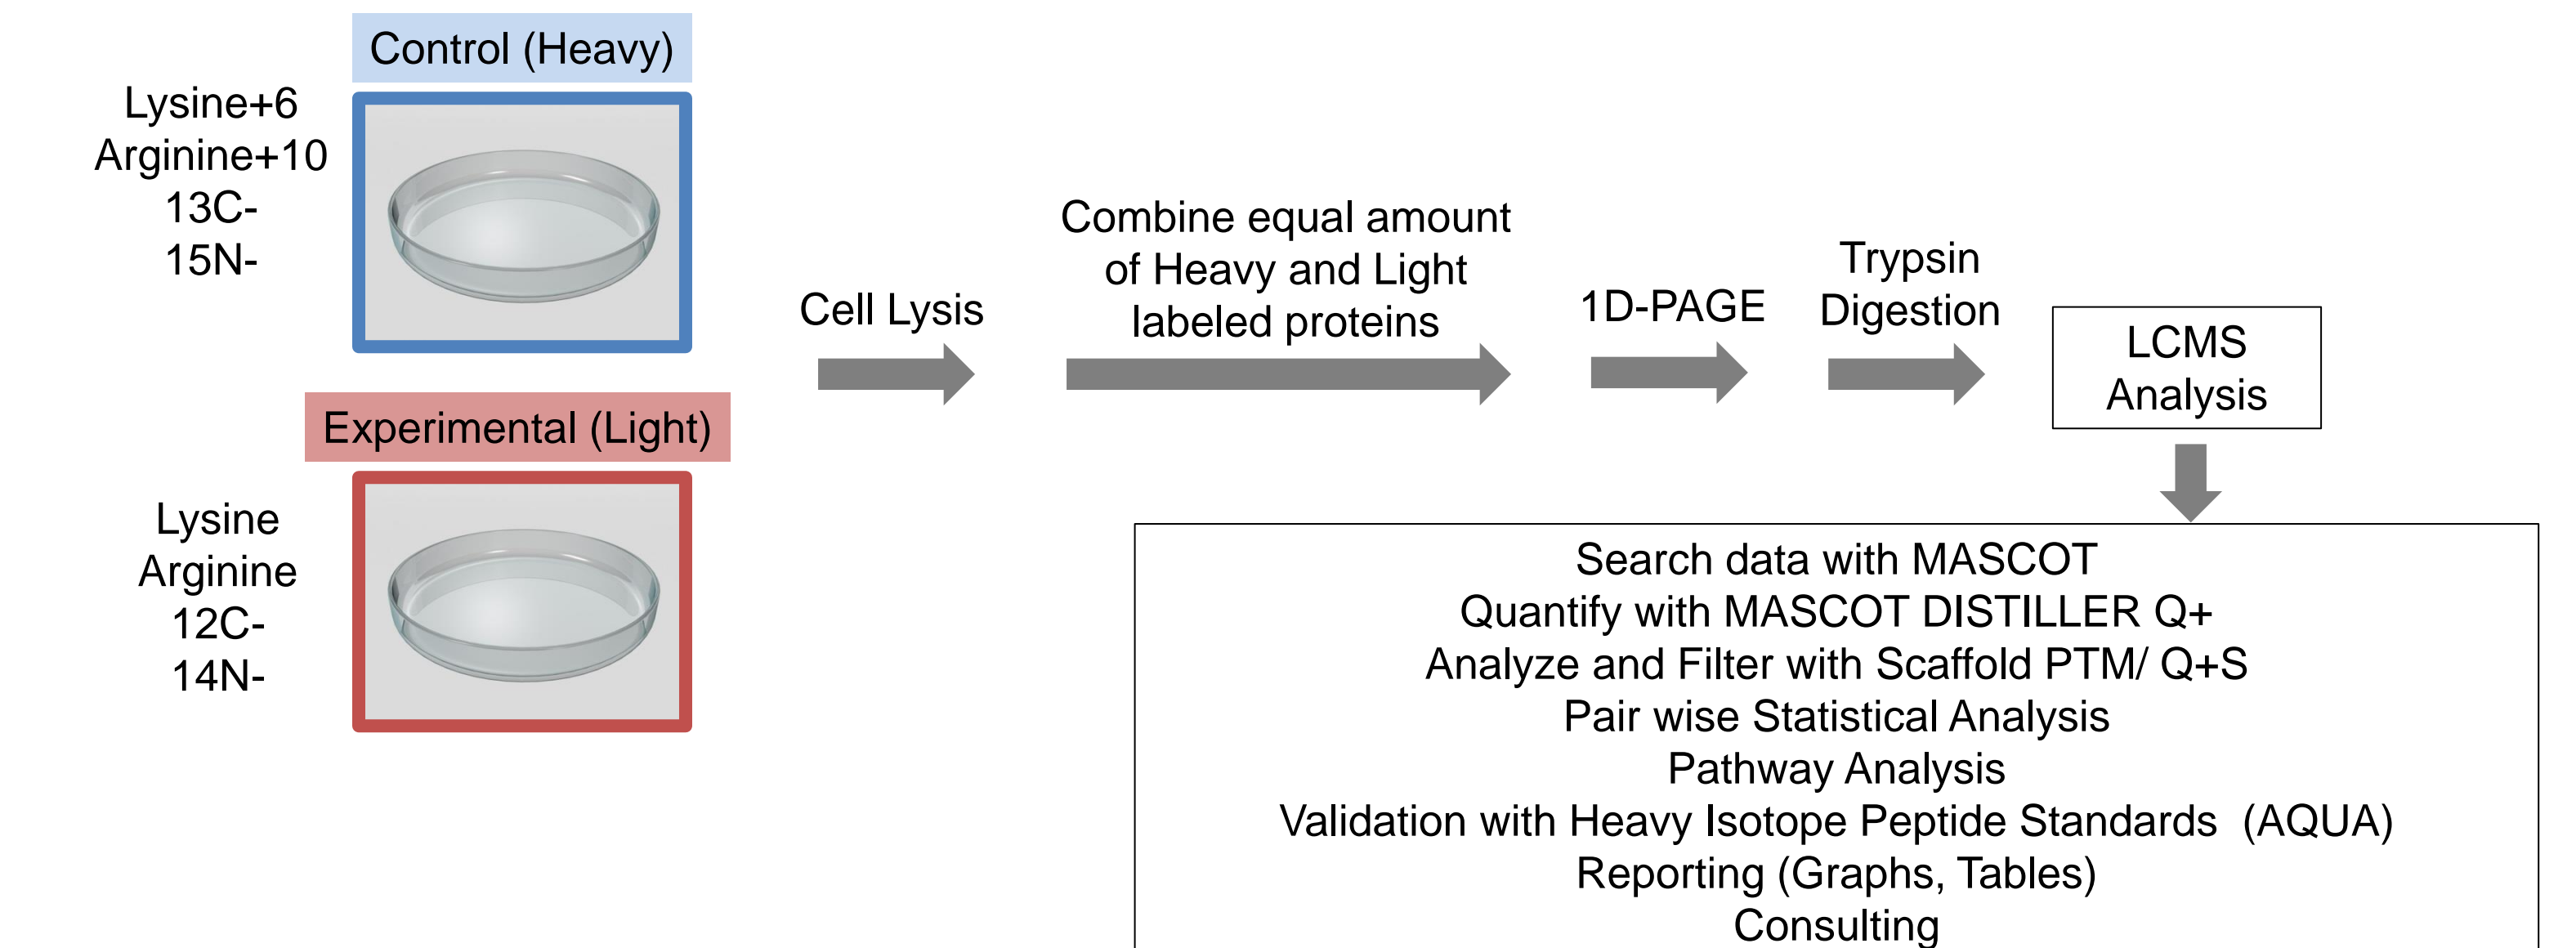 Control (Heavy)
Lysine+6
Arginine+10
13C-
15N-
Experimental (Light)
Lysine
Arginine
12C-
14N-
Cell Lysis
Combine equal amount
of Heavy and Light
labeled proteins
1D-PAGE
Trypsin
Digestion
LCMS
Analysis
Search data with MASCOT
Quantify with MASCOT DISTILLER Q+
Analyze and Filter with Scaffold PTM/ Q+S
Pair wise Statistical Analysis
Pathway Analysis
Validation with Heavy Isotope Peptide Standards (AQUA)
Reporting (Graphs, Tables)
Consulting